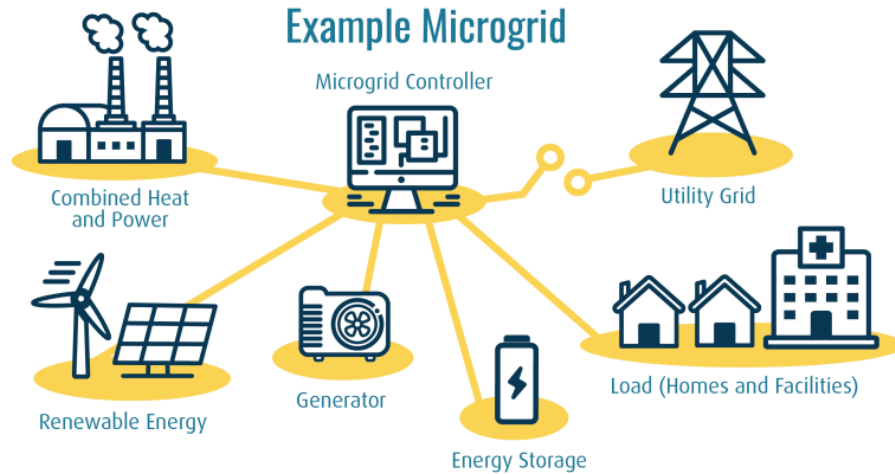 Example Microgrid
Microgrid Controller
Combined Heat
and Power
Utility Grid
Renewable Energy
Generator
Energy Storage
Load (Homes and Facilities)